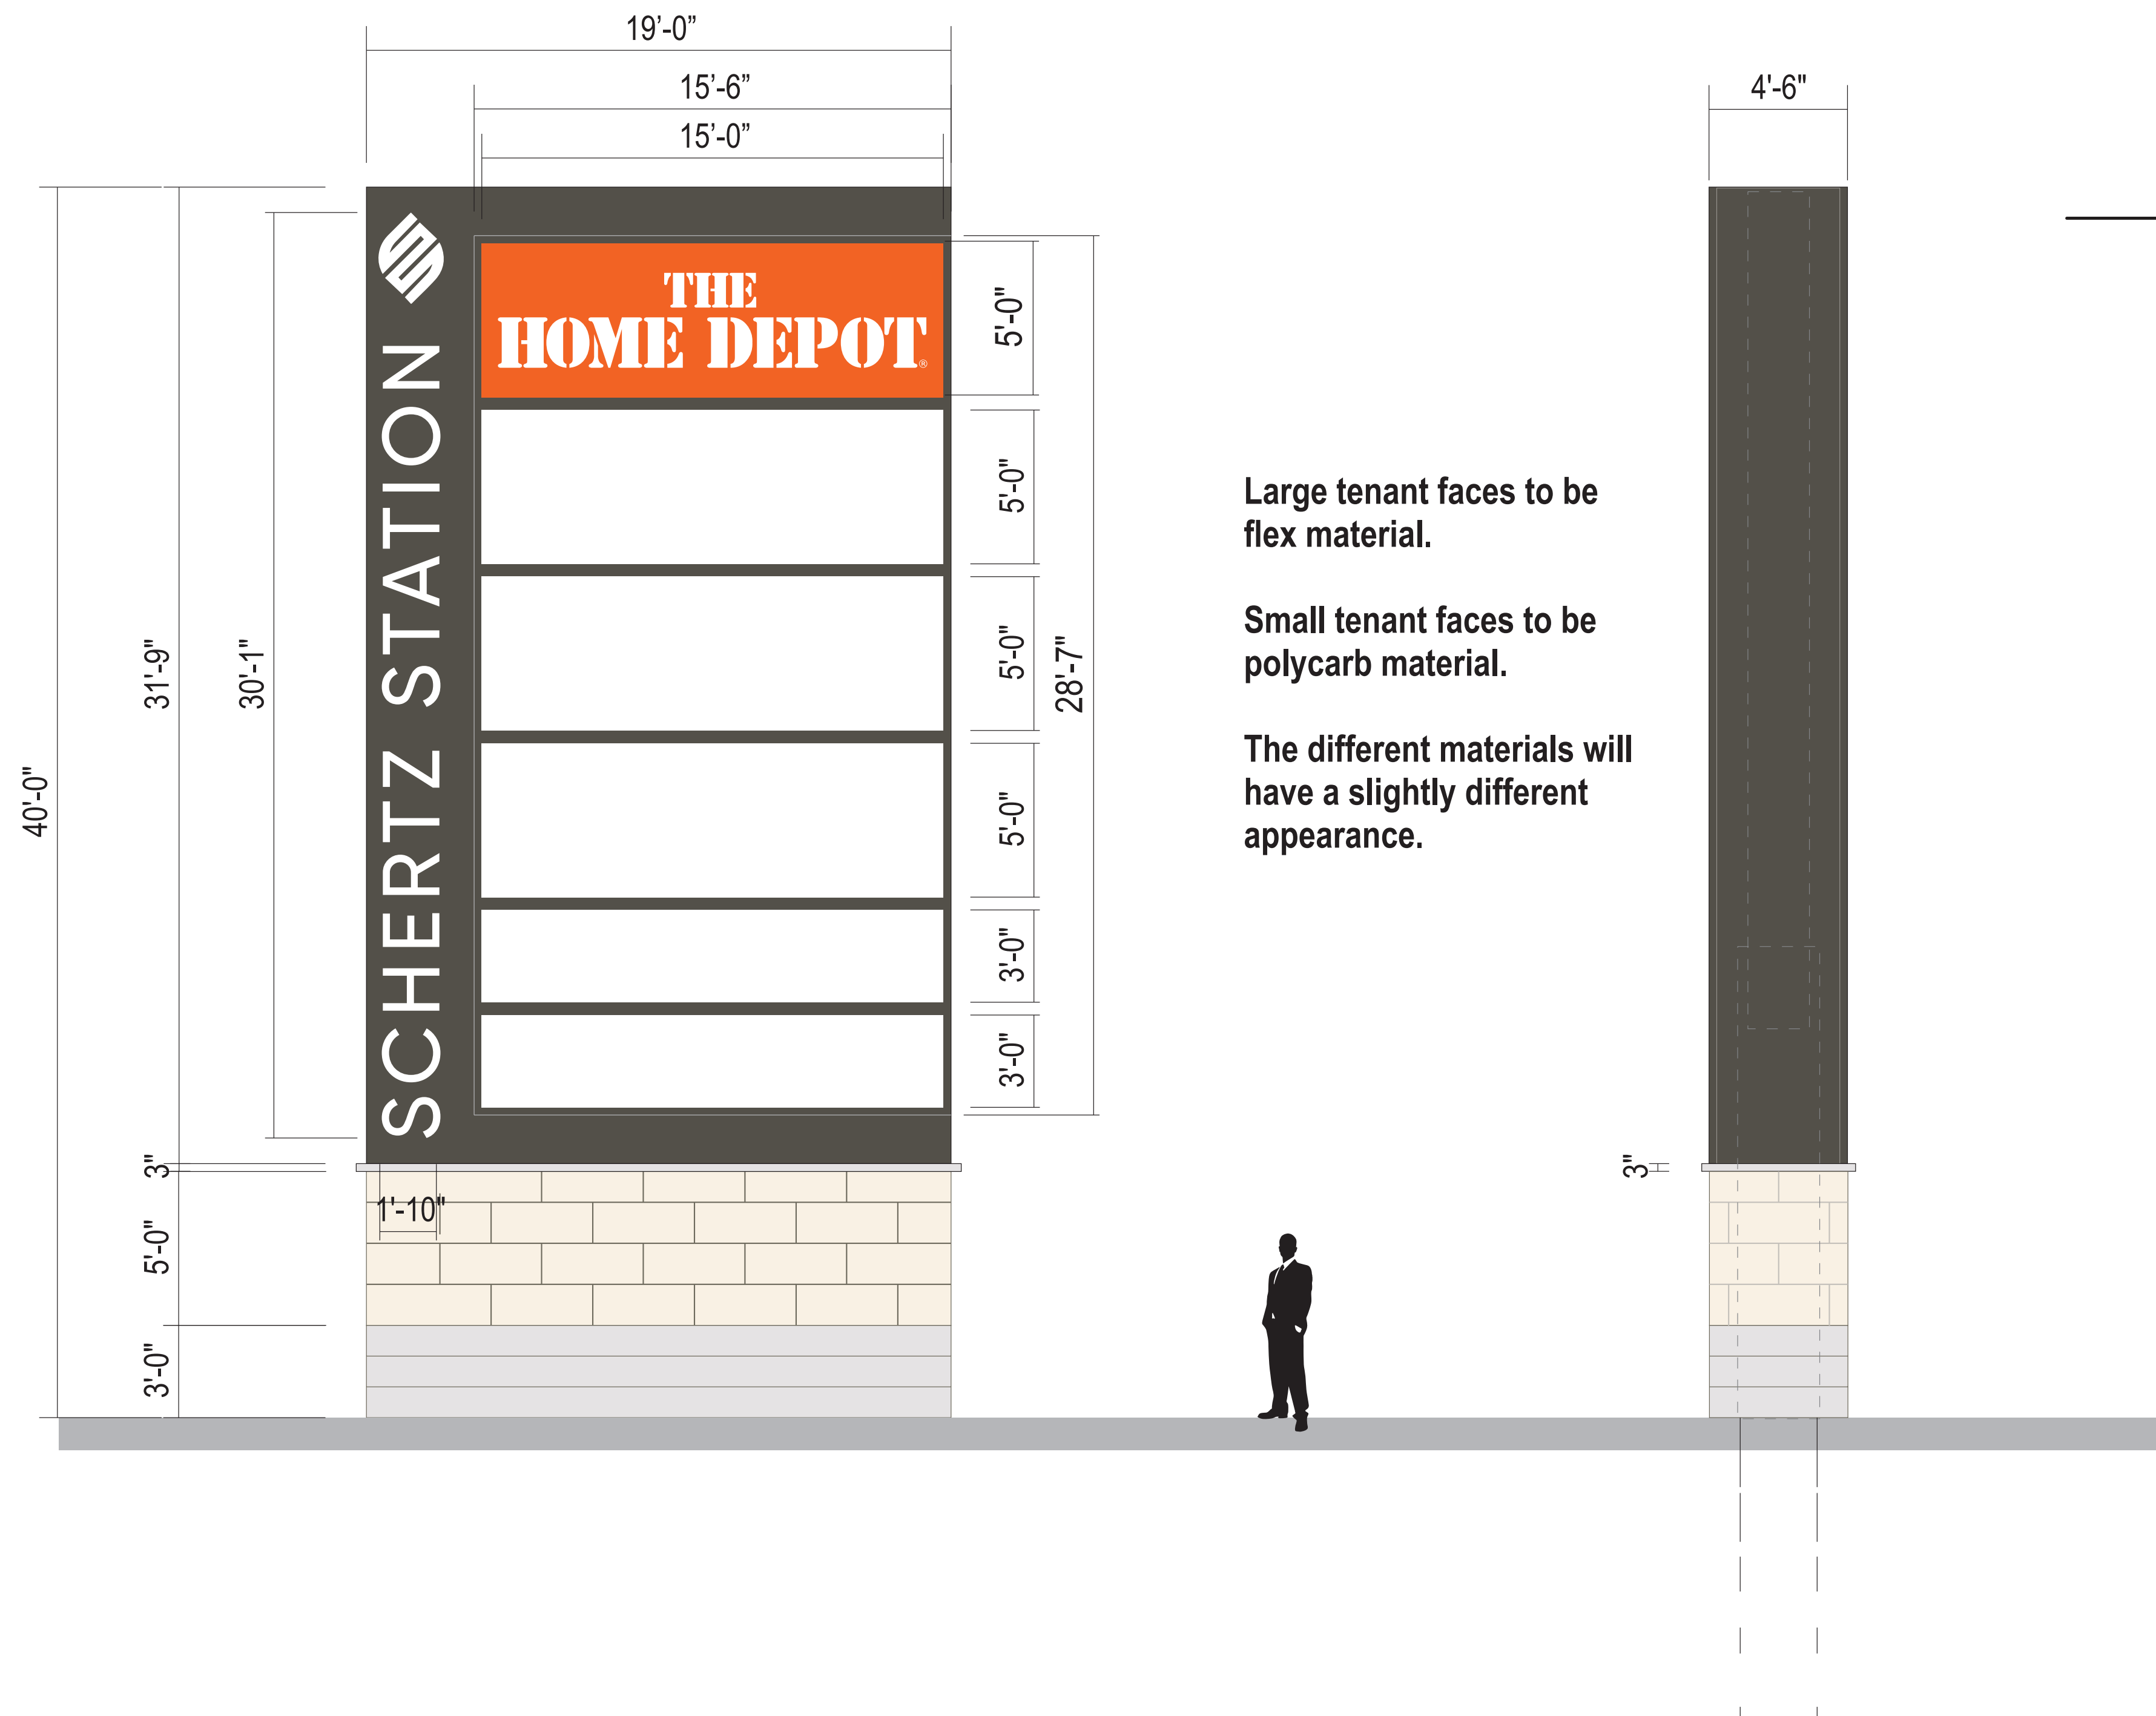 19’-0”
15’-6”
15’-0”
4'-6"
THE
HOME DEPOT®
SCHERTZ STATION
40'-0"
31'-9"
30'-1"
3"
5'-0"
3'-0"
1'-10"
5'-0"
5'-0"
5'-0"
5'-0"
3'-0"
3'-0"
28'-7"
Large tenant faces to be
flex material.
Small tenant faces to be
polycarb material.
The different materials will
have a slightly different
appearance.
3"